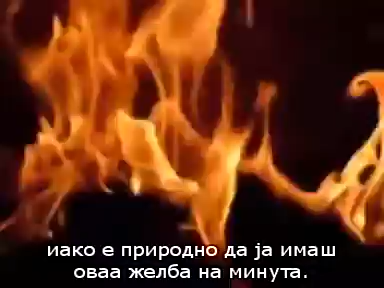 иако е природно да ја имаш
оваа желба на минута.